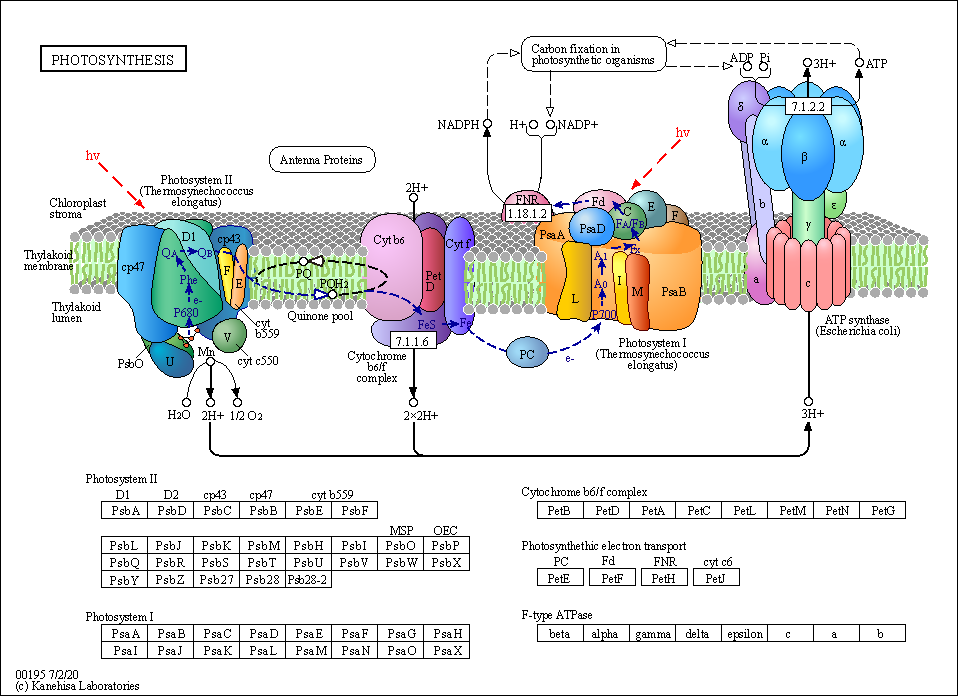 PHOTOSYNTHESIS
Carbon fixation in
photosynthetic organisms
ADP
Pi
3H+
ATP
7.1.2.2
NADPH
H+
NADP+
hv
hv
Antenna Proteins
Photosystem II
(Thermosynechococcus
elongatus)
2H+
Chloroplast
stroma
Thylakoid
membrane
Thylakoid
lumen
D1
cp43
cp47
QA
QB
F
E
Phe
e-
P680
U
V
PsbO
Mn
cyt
b559
cyt c550
PQ
PQH2
Quinone pool
Cyt b6
Cyt f
Pet
D
FeS
Fe
7.1.1.6
Cytochrome
b6/f
complex
FNR
1.18.1.2
Fd
C
E
F
FA/FB
PsaA
PsaD
Fx
A1
A0
I
L
M
PsaB
P700
PC
e-
Photosystem I
(Thermosynechococcus
elongatus)
δ
α
β
α
b
ε
γ
a
c
ATP synthase
(Escherichia coli)
H2O
2H+
1/2 O2
2×2H+
3H+
Photosystem II
D1 D2 cp43 cp47 cyt b559
PsbA PsbD PsbC PsbB PsbE PsbF
MSP OEC
PsbL PsbJ PsbK PsbM PsbH PsbI PsbO PsbP
PsbQ PsbR PsbS PsbT PsbU PsbV PsbW PsbX
PsbY PsbZ Psb27 Psb28 Psb28-2
Photosystem I
PsaA PsaB PsaC PsaD PsaE PsaF PsaG PsaH
PsaI PsaJ PsaK PsaL PsaM PsaN PsaO PsaX
Cytochrome b6/f complex
PetB PetD PetA PetC PetL PetM PetN PetG
Photosynthethic electron transport
PC Fd FNR cyt c6
PetE PetF PetH PetJ
F-type ATPase
beta alpha gamma delta epsilon c a b
00195 7/2/20
(c) Kanehisa Laboratories